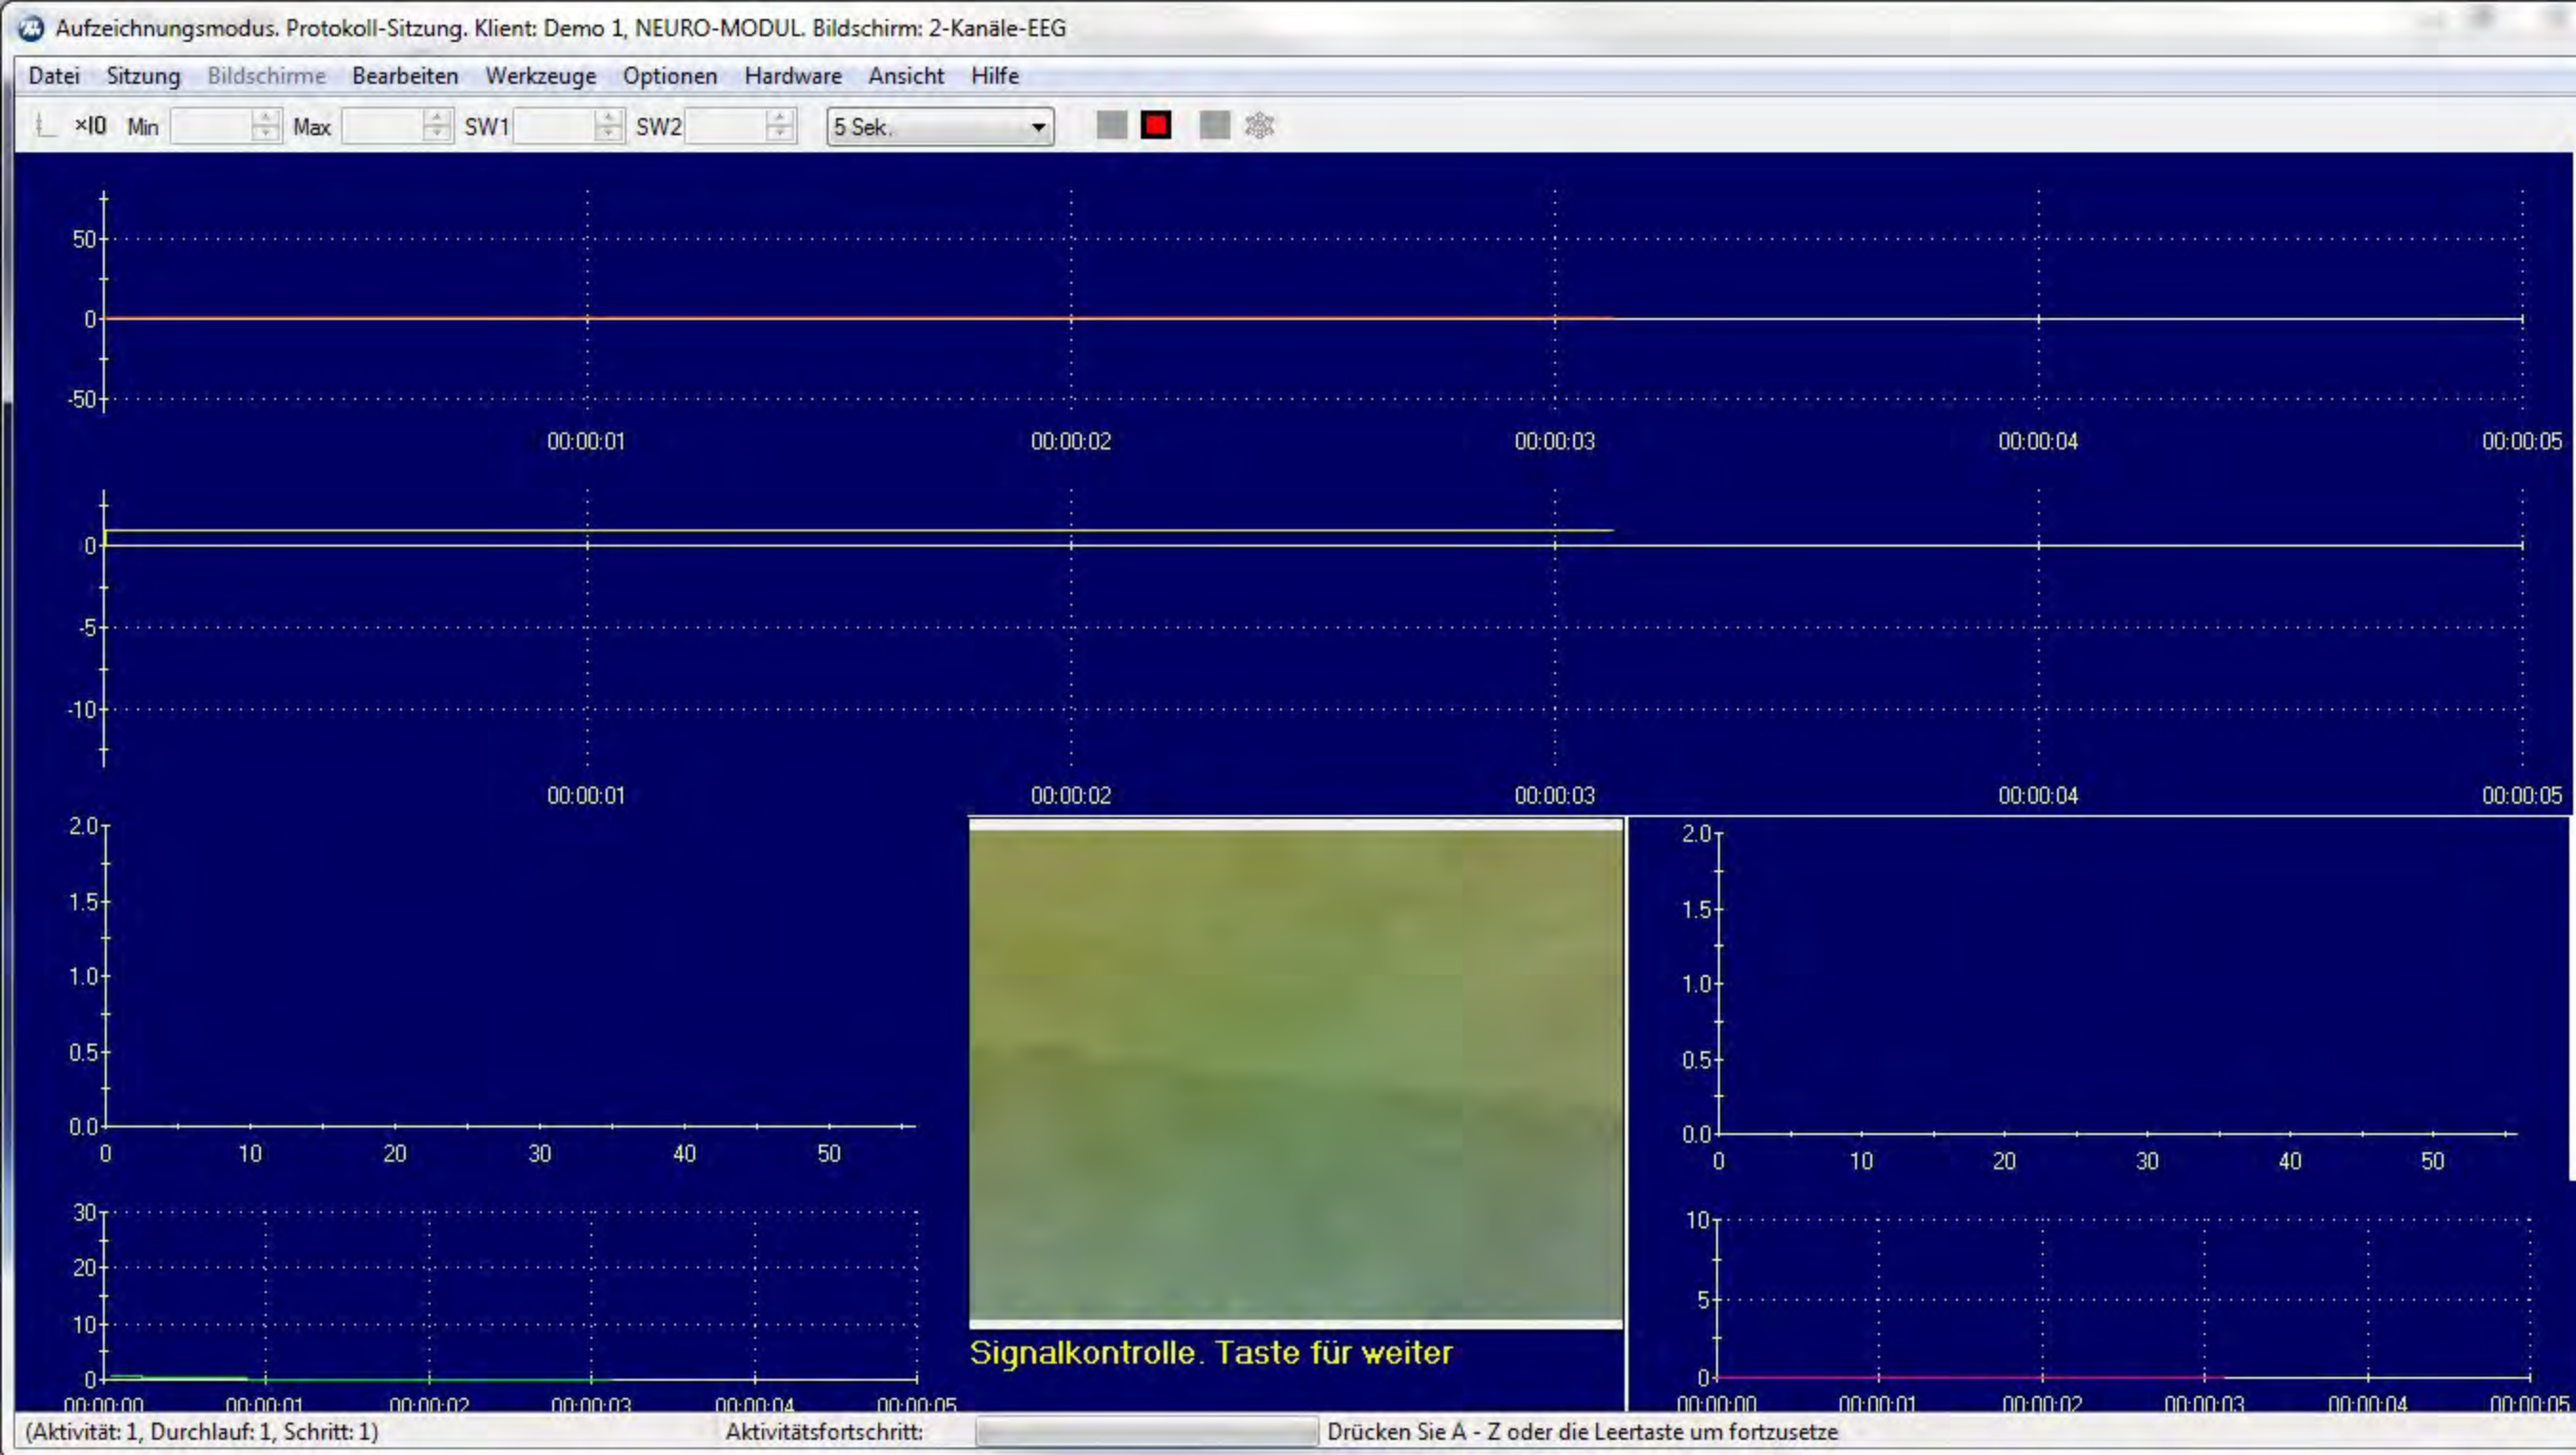 Aufzeichnungsmodus. Protokoll-Sitzung. Klient: Demo 1, NEURO-MODUL. Bildschirm: 2-Kanäle-EEG
Datei Sitzung Bildschirme Bearbeiten Werkzeuge Optionen Hardware Ansicht Hilfe
×10 Min Max SW1 SW2 5 Sek.
50
0
-50
00:00:01 00:00:02 00:00:03 00:00:04 00:00:05
0
-5
-10
00:00:01 00:00:02 00:00:03 00:00:04 00:00:05
2.0
1.5
1.0
0.5
0.0
0 10 20 30 40 50
30
20
10
0
00:00:00 00:00:01 00:00:02 00:00:03 00:00:04 00:00:05
Signalkontrolle. Taste für weiter
2.0
1.5
1.0
0.5
0.0
0 10 20 30 40 50
10
5
0
00:00:00 00:00:01 00:00:02 00:00:03 00:00:04 00:00:05
(Aktivität: 1, Durchlauf: 1, Schritt: 1) Aktivitätsfortschritt: Drücken Sie A - Z oder die Leertaste um fortzusetze